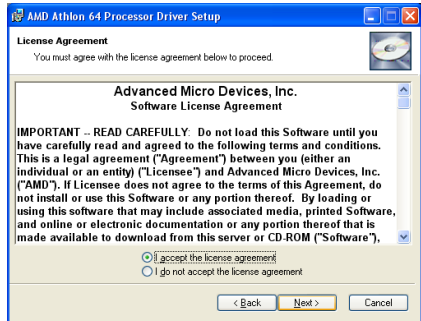 AMD Athlon 64 Processor Driver Setup
License Agreement
You must agree with the license agreement below to proceed.
Advanced Micro Devices, Inc.
Software License Agreement
IMPORTANT -- READ CAREFULLY: Do not load this Software until you
have carefully read and agreed to the following terms and conditions.
This is a legal agreement ("Agreement") between you (either an
individual or an entity) ("Licensee") and Advanced Micro Devices, Inc.
("AMD"). If Licensee does not agree to the terms of this Agreement, do
not install or use this Software or any portion thereof. By loading or
using this software that may include associated media, printed Software,
and online or electronic documentation or any portion thereof that is
made available to download from this server or CD-ROM ("Software"),
I accept the license agreement
I do not accept the license agreement
< Back Next > Cancel